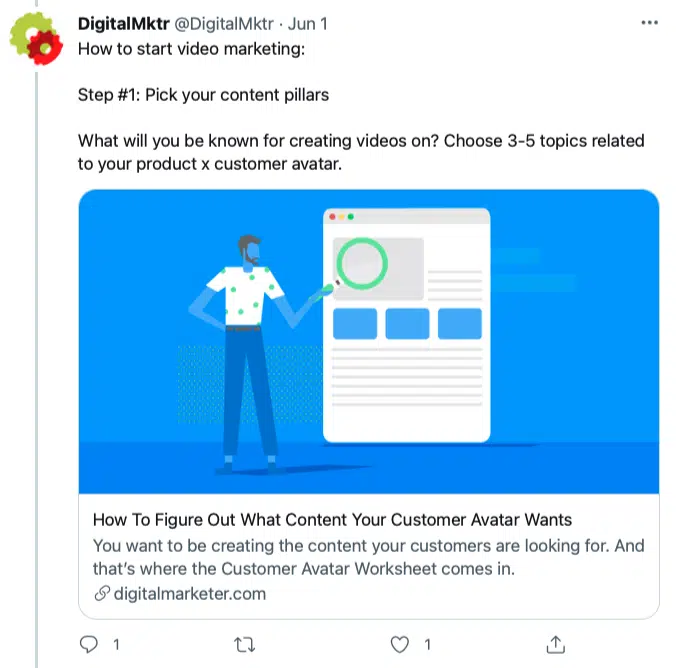 DigitalMktr @DigitalMktr · Jun 1
How to start video marketing:
Step #1: Pick your content pillars
What will you be known for creating videos on? Choose 3-5 topics related
to your product x customer avatar.
How To Figure Out What Content Your Customer Avatar Wants
You want to be creating the content your customers are looking for. And
that's where the Customer Avatar Worksheet comes in.
digitalmarketer.com
1 1